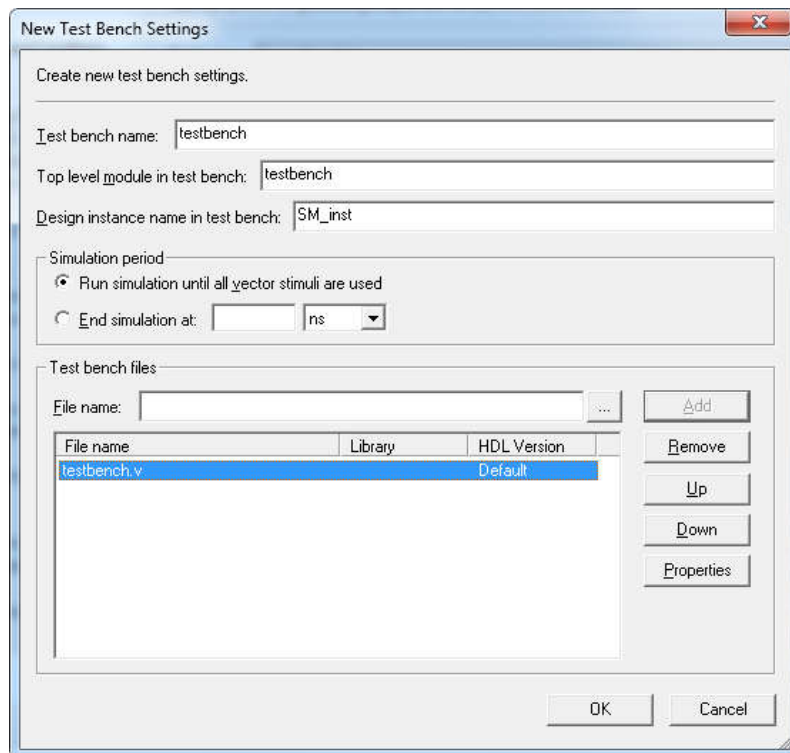 New Test Bench Settings
Create new test bench settings.
Test bench name: testbench
Top level module in test bench: testbench
Design instance name in test bench: SM_inst
Simulation period
Run simulation until all vector stimuli are used
End simulation at: ns
Test bench files
File name: ... Add
File name Library HDL Version Remove
testbench.v Default
Up
Down
Properties
OK Cancel